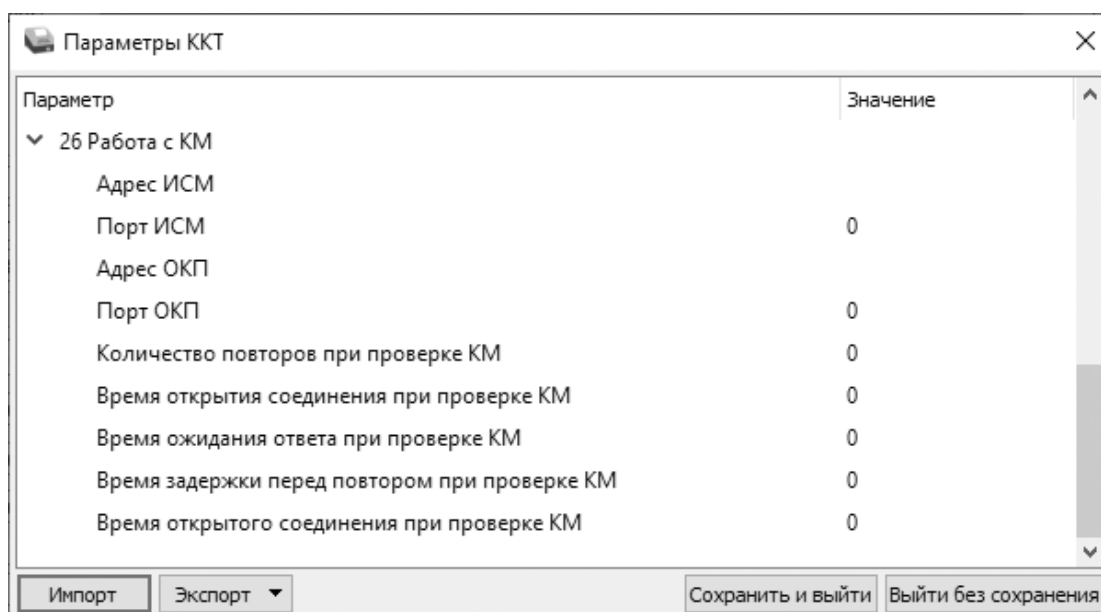 Параметры ККТ
Параметр Значение
26 Работа с КМ
Адрес ИСМ
Порт ИСМ 0
Адрес ОКП
Порт ОКП 0
Количество повторов при проверке КМ 0
Время открытия соединения при проверке КМ 0
Время ожидания ответа при проверке КМ 0
Время задержки перед повтором при проверке КМ 0
Время открытого соединения при проверке КМ 0
Импорт Экспорт Сохранить и выйти Выйти без сохранения